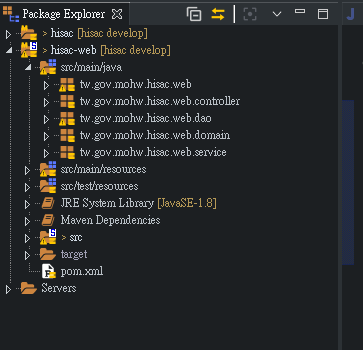 Package Explorer
> hisac [hisac develop]
> hisac-web [hisac develop]
src/main/java
tw.gov.mohw.hisac.web
tw.gov.mohw.hisac.web.controller
tw.gov.mohw.hisac.web.dao
tw.gov.mohw.hisac.web.domain
tw.gov.mohw.hisac.web.service
src/main/resources
src/test/resources
JRE System Library [JavaSE-1.8]
Maven Dependencies
> src
target
pom.xml
Servers